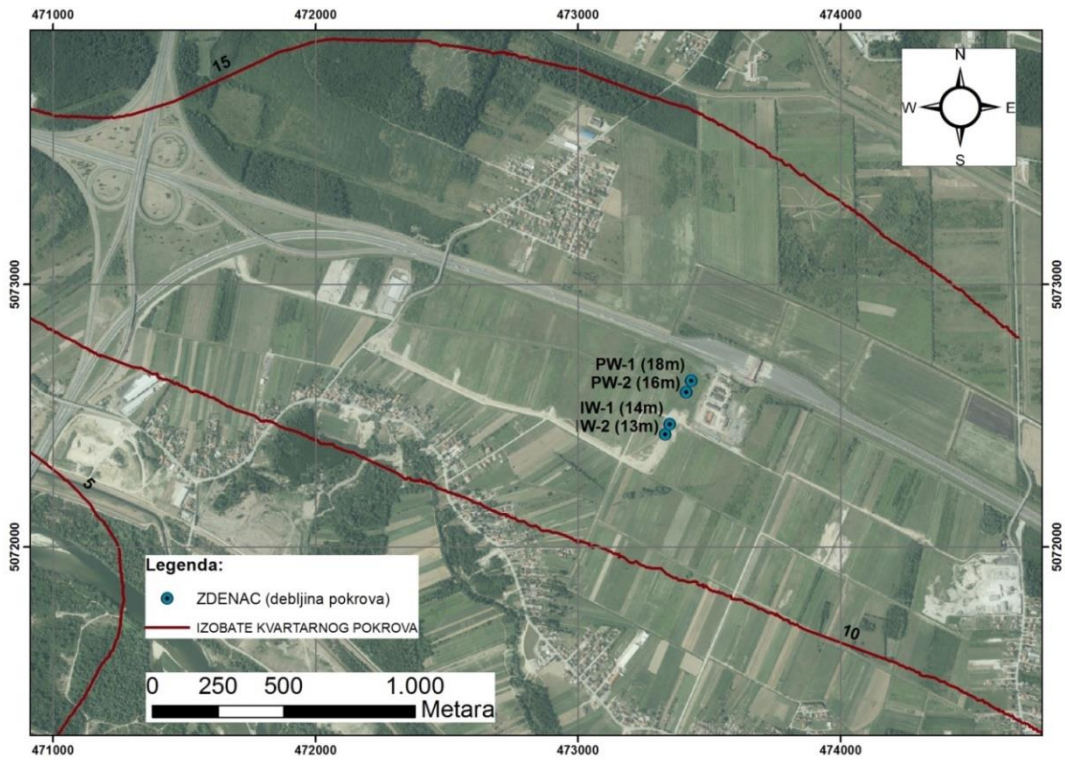 471000 472000 473000 474000
15
N
W E
S
5073000 5073000
PW-1 (18m)
PW-2 (16m)
IW-1 (14m)
IW-2 (13m)
5
5072000 5072000
10
Legenda:
ZDENAC (debljina pokrova)
IZOBATE KVARTARNOG POKROVA
0 250 500 1.000
Metara
471000 472000 473000 474000